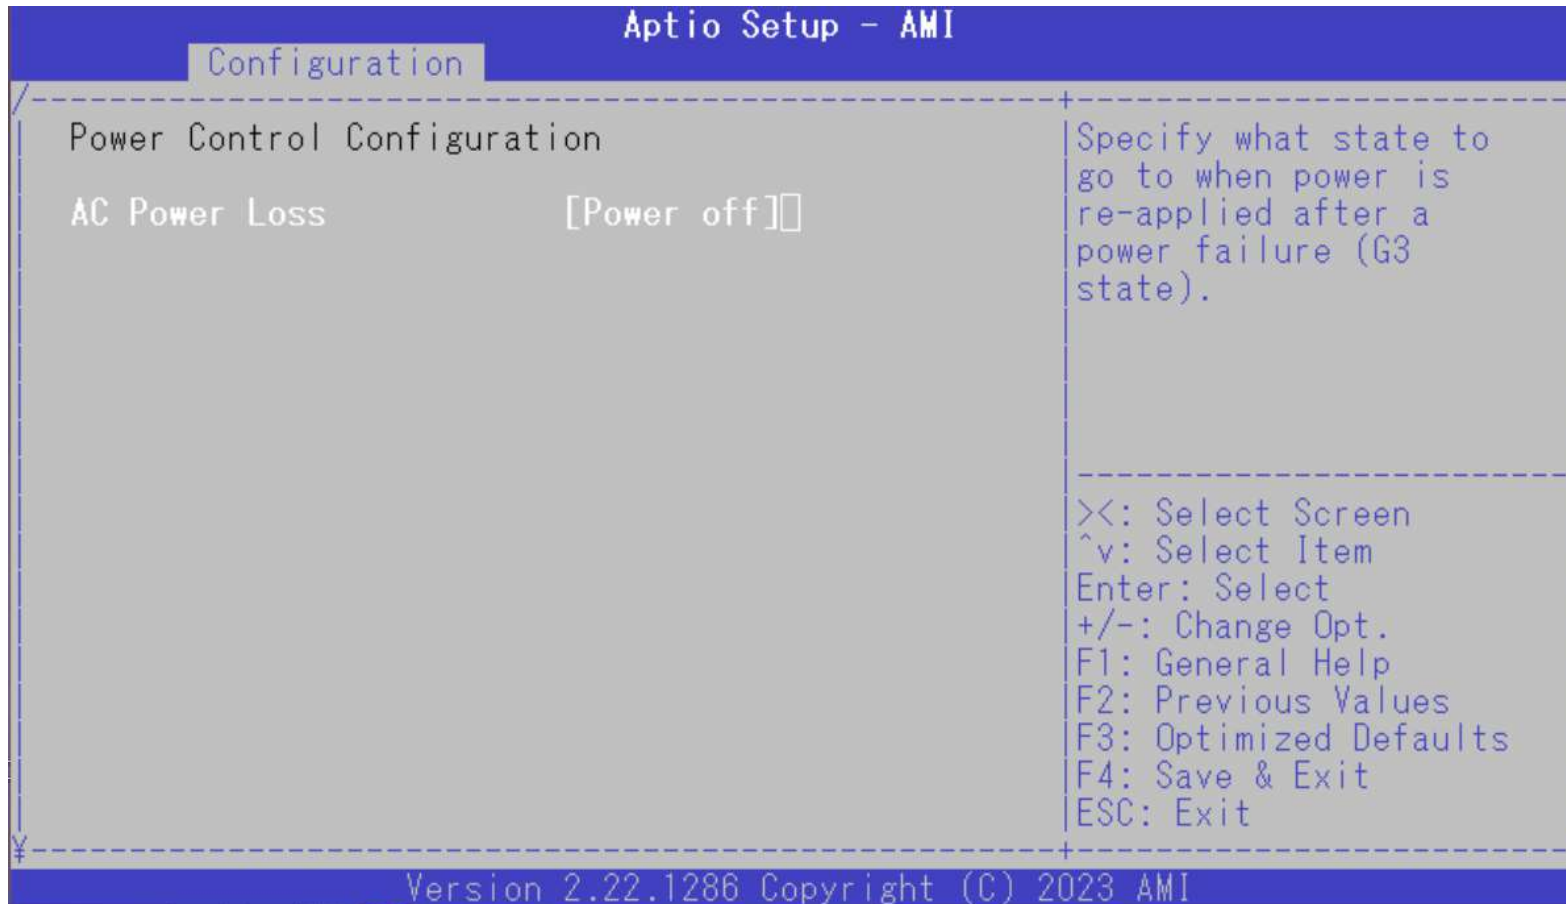 Aptio Setup - AMI
Configuration
Power Control Configuration
AC Power Loss [Power off]
Specify what state to
go to when power is
re-applied after a
power failure (G3
state).
><: Select Screen
^v: Select Item
Enter: Select
+/-: Change Opt.
F1: General Help
F2: Previous Values
F3: Optimized Defaults
F4: Save & Exit
ESC: Exit
Version 2.22.1286 Copyright (C) 2023 AMI